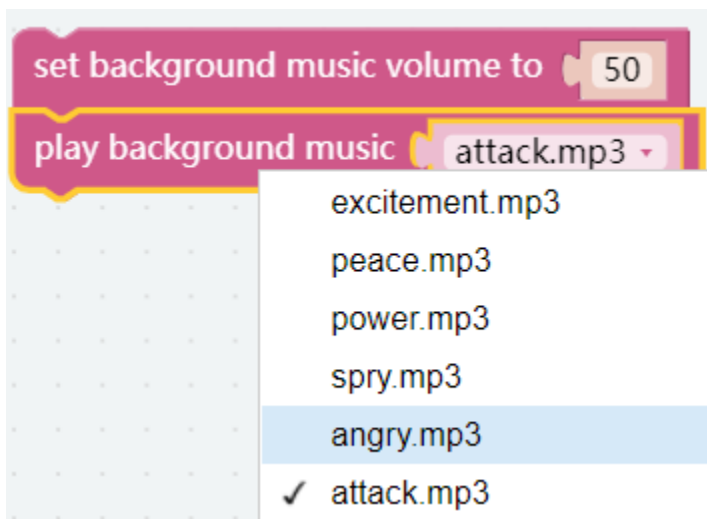 set background music volume to 50
play background music attack.mp3
excitement.mp3
peace.mp3
power.mp3
spry.mp3
angry.mp3
✓ attack.mp3